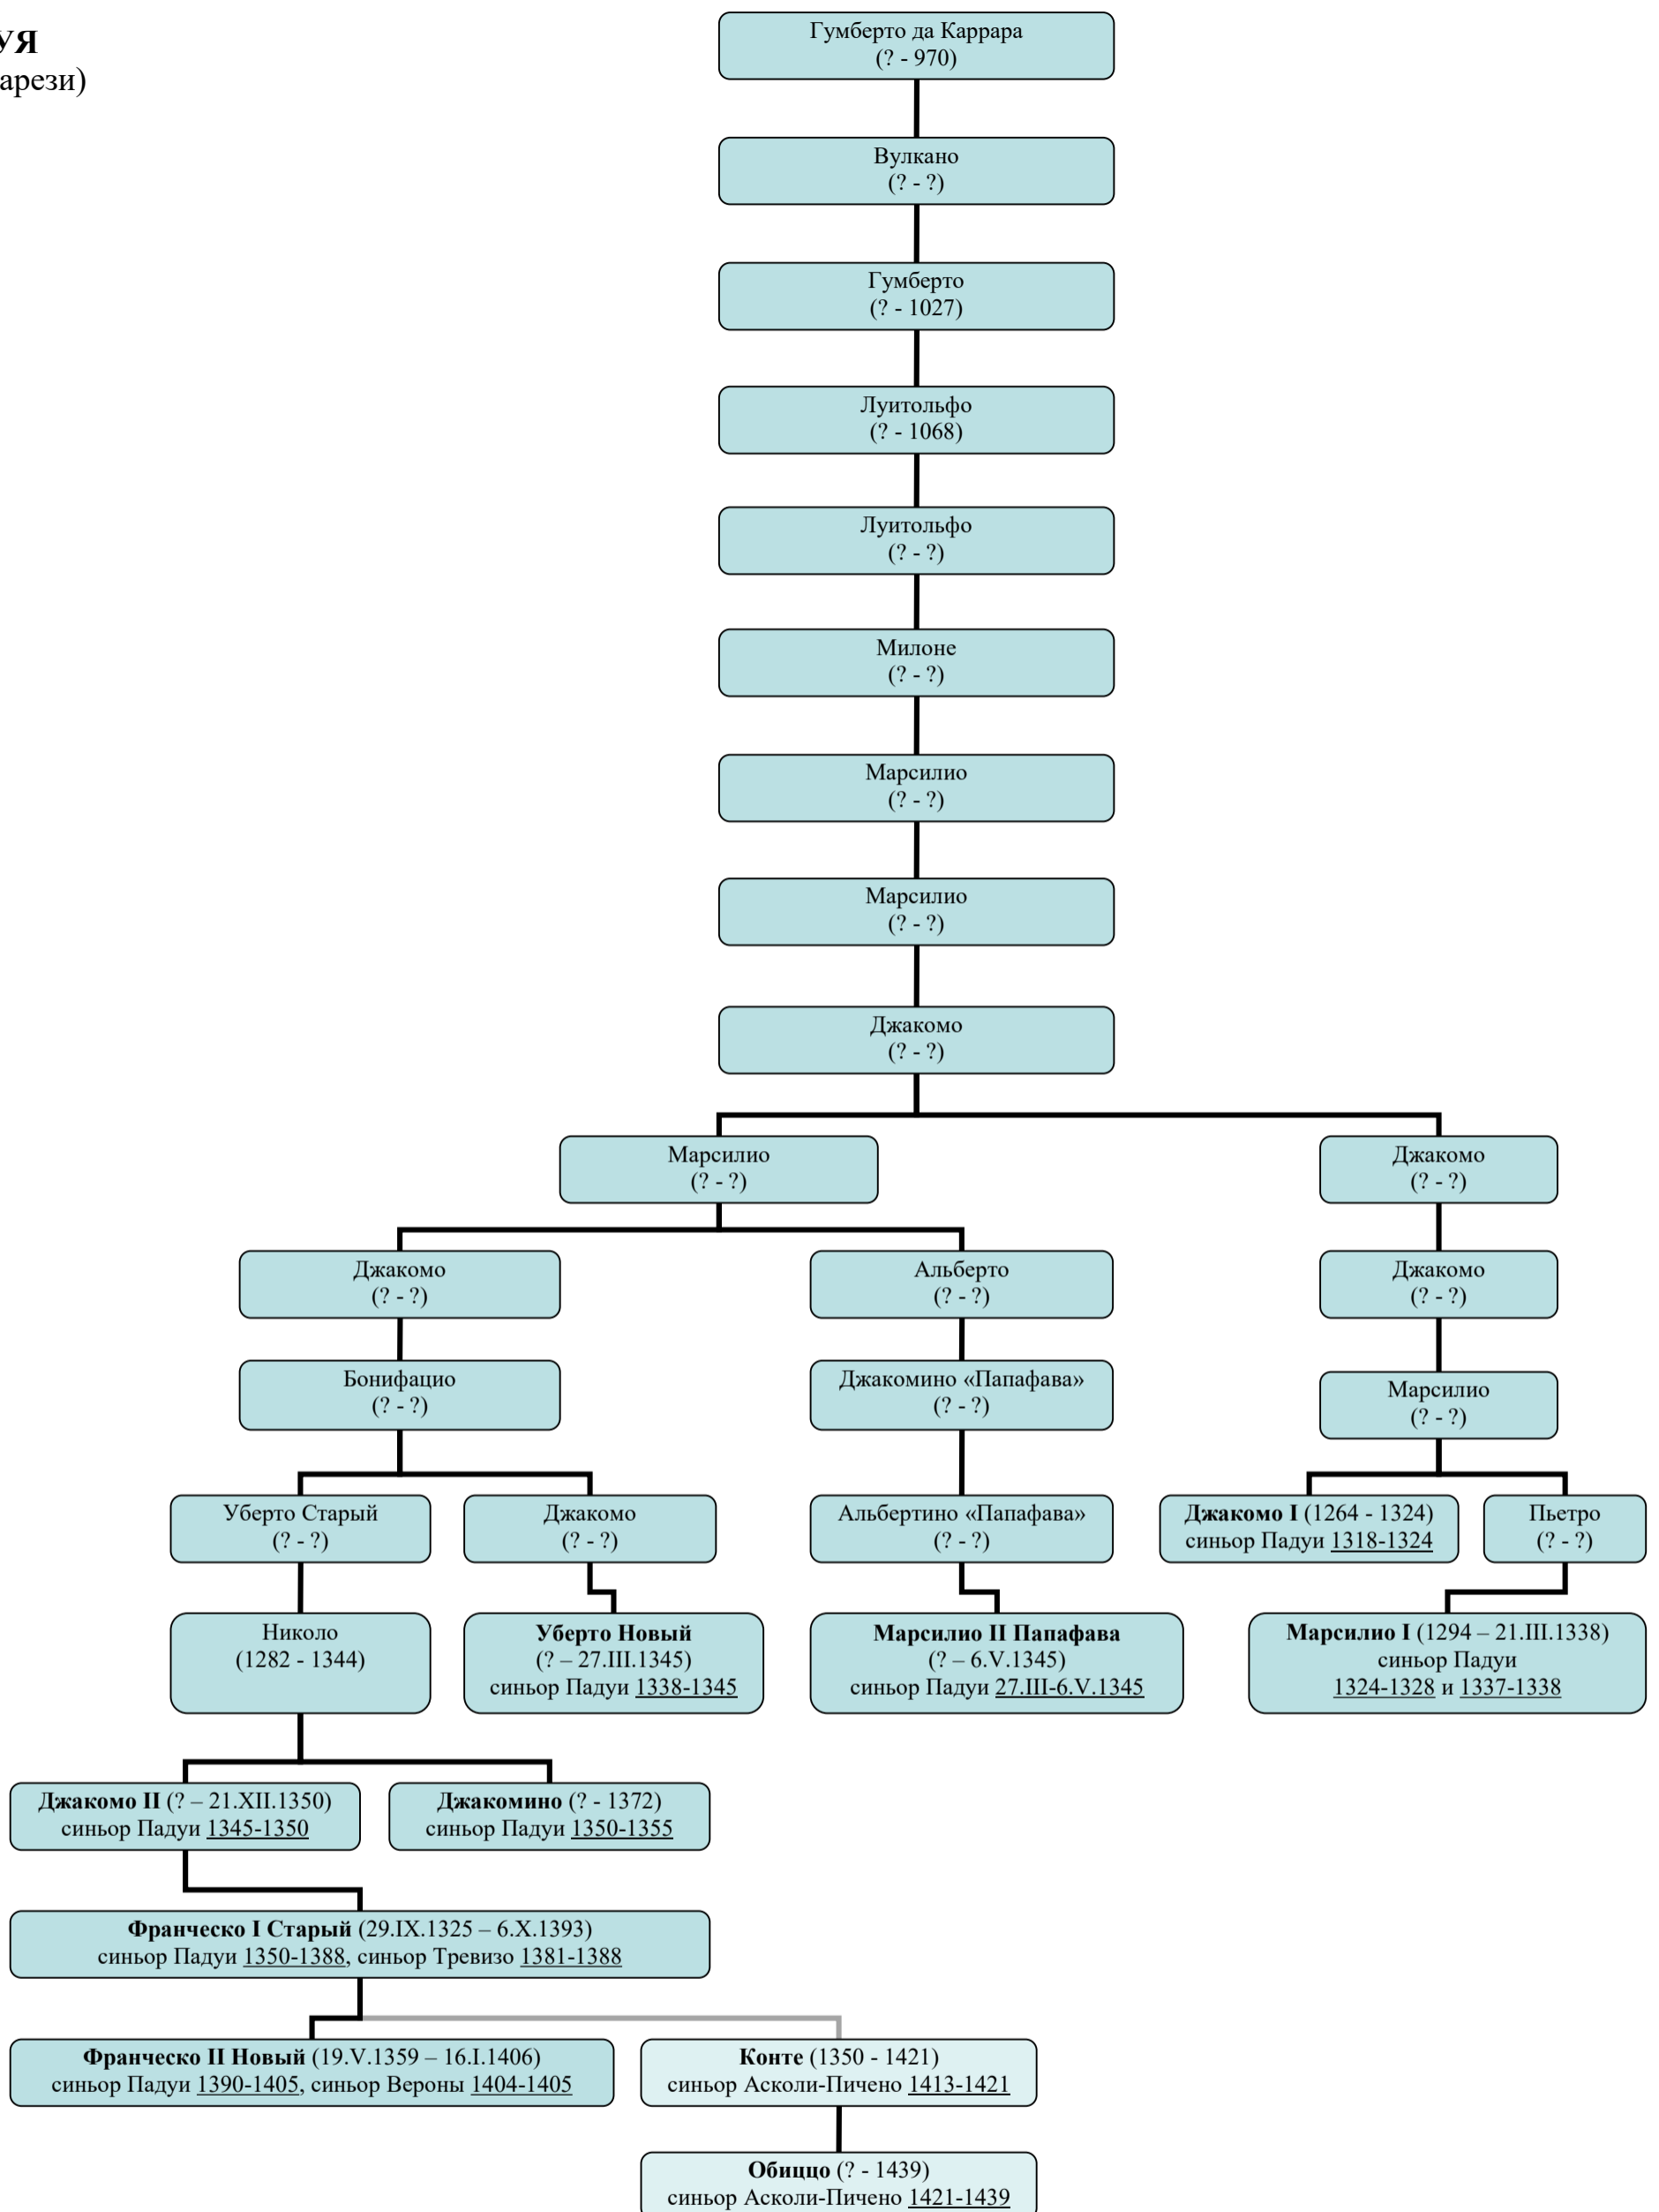 УЯ
арези)
Гумберто да Каррара
(? - 970)
Вулкано
(? - ?)
Гумберто
(? - 1027)
Луитольфо
(? - 1068)
Луитольфо
(? - ?)
Милоне
(? - ?)
Марсилио
(? - ?)
Марсилио
(? - ?)
Джакомо
(? - ?)
Марсилио
(? - ?)
Джакомо
(? - ?)
Джакомо
(? - ?)
Альберто
(? - ?)
Джакомо
(? - ?)
Бонифацио
(? - ?)
Джакомино «Папафава»
(? - ?)
Марсилио
(? - ?)
Уберто Старый
(? - ?)
Джакомо
(? - ?)
Альбертино «Папафава»
(? - ?)
Джакомо I (1264 - 1324)
синьор Падуи 1318-1324
Пьетро
(? - ?)
Николо
(1282 - 1344)
Уберто Новый
(? – 27.III.1345)
синьор Падуи 1338-1345
Марсилио II Папафава
(? – 6.V.1345)
синьор Падуи 27.III-6.V.1345
Марсилио I (1294 – 21.III.1338)
синьор Падуи
1324-1328 и 1337-1338
Джакомо II (? – 21.XII.1350)
синьор Падуи 1345-1350
Джакомино (? - 1372)
синьор Падуи 1350-1355
Франческо I Старый (29.IX.1325 – 6.X.1393)
синьор Падуи 1350-1388, синьор Тревизо 1381-1388
Франческо II Новый (19.V.1359 – 16.I.1406)
синьор Падуи 1390-1405, синьор Вероны 1404-1405
Конте (1350 - 1421)
синьор Асколи-Пичено 1413-1421
Обиццо (? - 1439)
синьор Асколи-Пичено 1421-1439